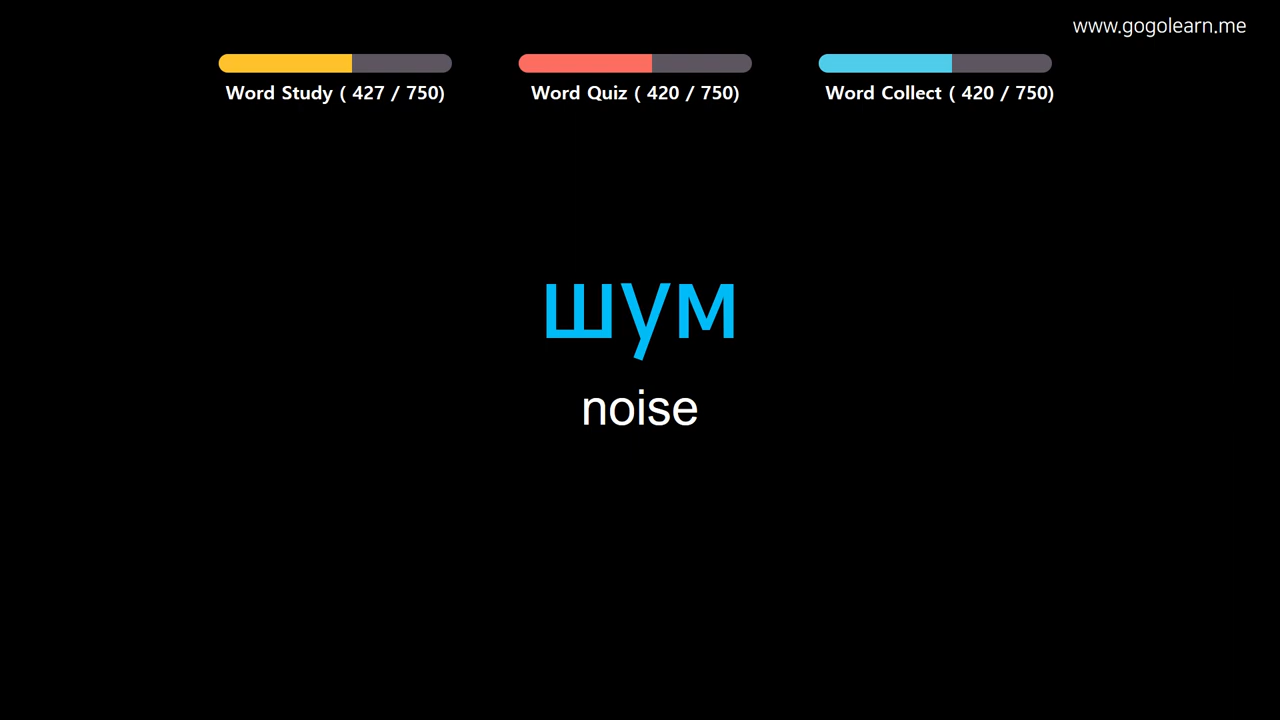 www.gogolearn.me
Word Study ( 427 / 750)
Word Quiz ( 420 / 750)
Word Collect ( 420 / 750)
шум
noise